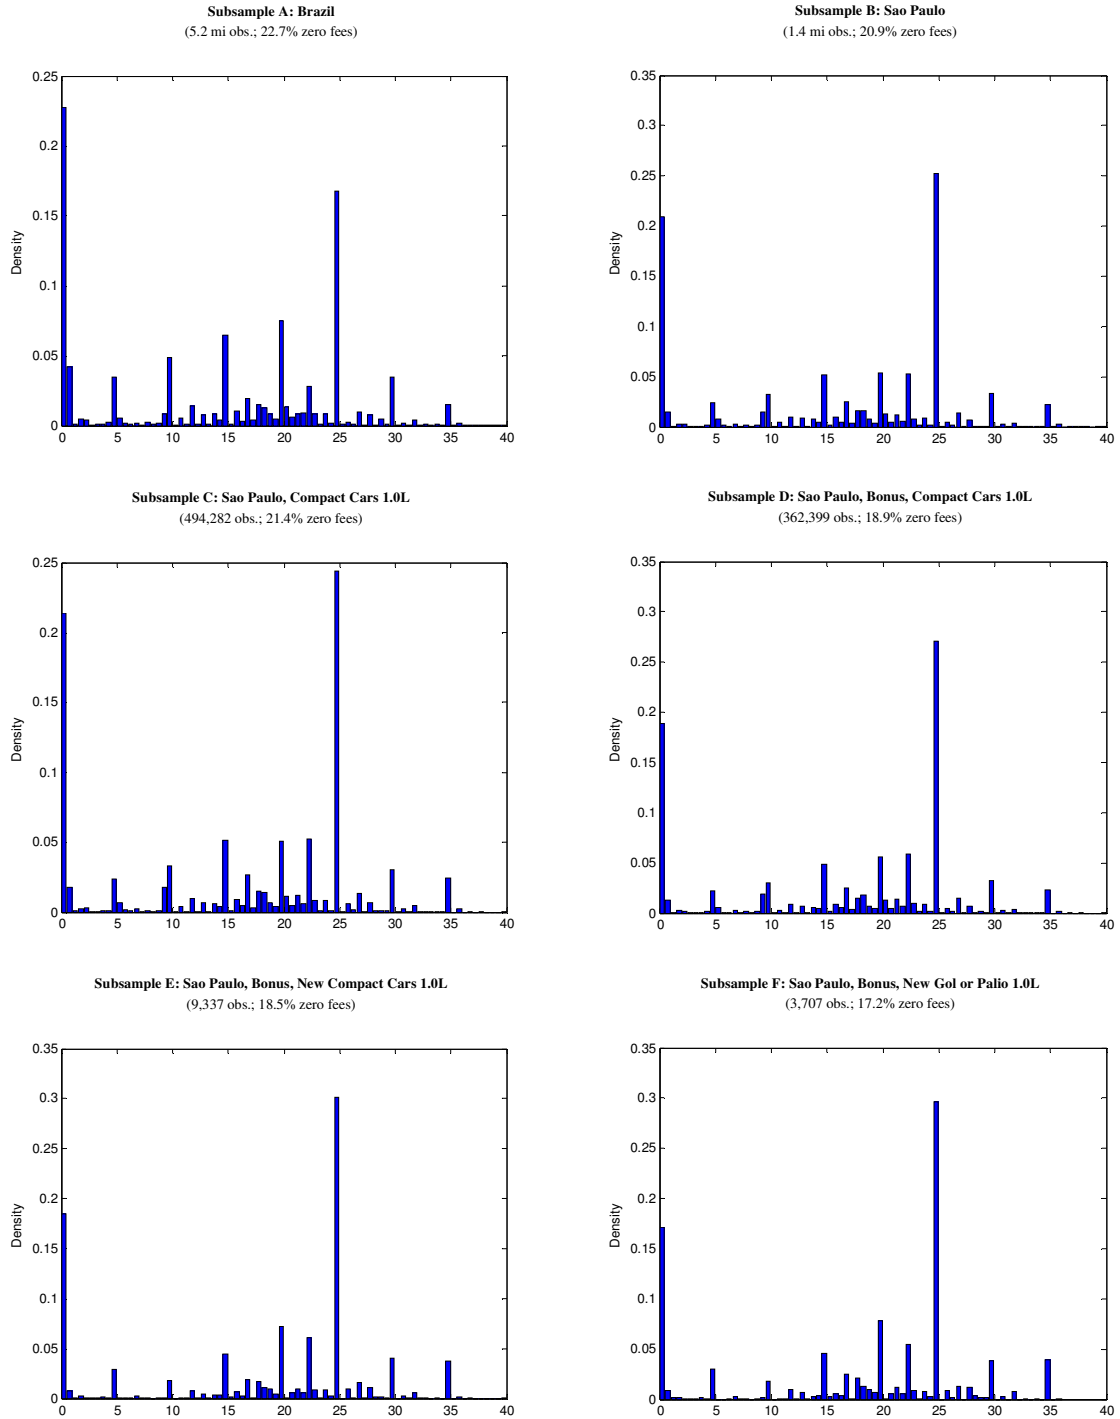 Subsample A: Brazil
(5.2 mi obs.; 22.7% zero fees)
0.25
0.2
0.15
0.1
0.05
0
Density
0 5 10 15 20 25 30 35 40
Subsample B: Sao Paulo
(1.4 mi obs.; 20.9% zero fees)
0.35
0.3
0.25
0.2
0.15
0.1
0.05
0
Density
0 5 10 15 20 25 30 35 40
Subsample C: Sao Paulo, Compact Cars 1.0L
(494,282 obs.; 21.4% zero fees)
0.25
0.2
0.15
0.1
0.05
0
Density
0 5 10 15 20 25 30 35 40
Subsample D: Sao Paulo, Bonus, Compact Cars 1.0L
(362,399 obs.; 18.9% zero fees)
0.35
0.3
0.25
0.2
0.15
0.1
0.05
0
Density
0 5 10 15 20 25 30 35 40
Subsample E: Sao Paulo, Bonus, New Compact Cars 1.0L
(9,337 obs.; 18.5% zero fees)
0.35
0.3
0.25
0.2
0.15
0.1
0.05
0
Density
0 5 10 15 20 25 30 35 40
Subsample F: Sao Paulo, Bonus, New Gol or Palio 1.0L
(3,707 obs.; 17.2% zero fees)
0.35
0.3
0.25
0.2
0.15
0.1
0.05
0
Density
0 5 10 15 20 25 30 35 40